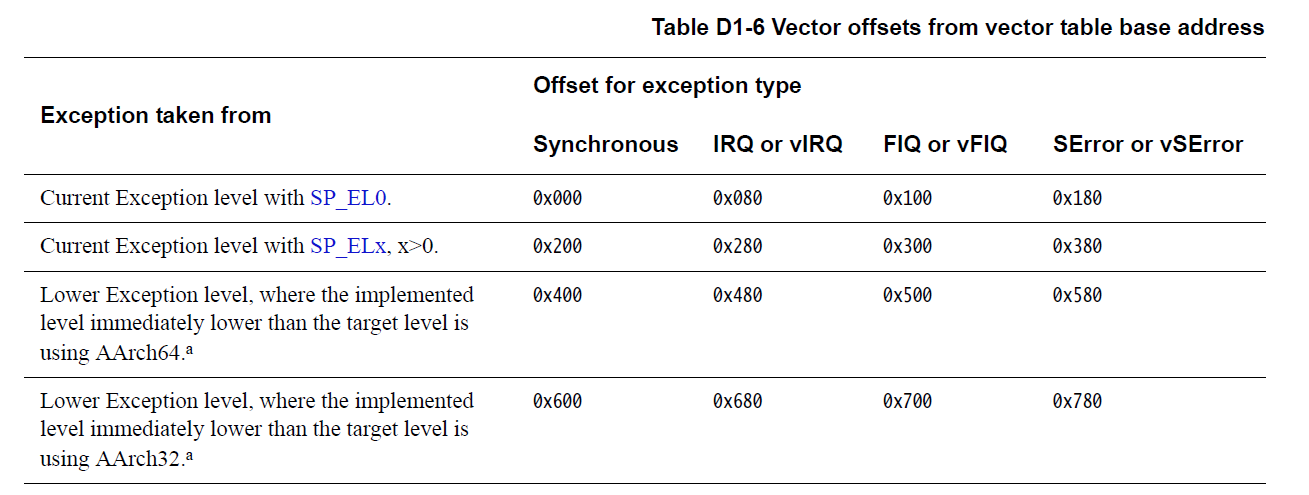 Table D1-6 Vector offsets from vector table base address
Exception taken from
Offset for exception type
Synchronous IRQ or vIRQ FIQ or vFIQ SError or vSError
Current Exception level with SP_EL0. 0x000 0x080 0x100 0x180
Current Exception level with SP_ELx, x>0. 0x200 0x280 0x300 0x380
Lower Exception level, where the implemented 0x400 0x480 0x500 0x580
level immediately lower than the target level is
using AArch64.a
Lower Exception level, where the implemented 0x600 0x680 0x700 0x780
level immediately lower than the target level is
using AArch32.a